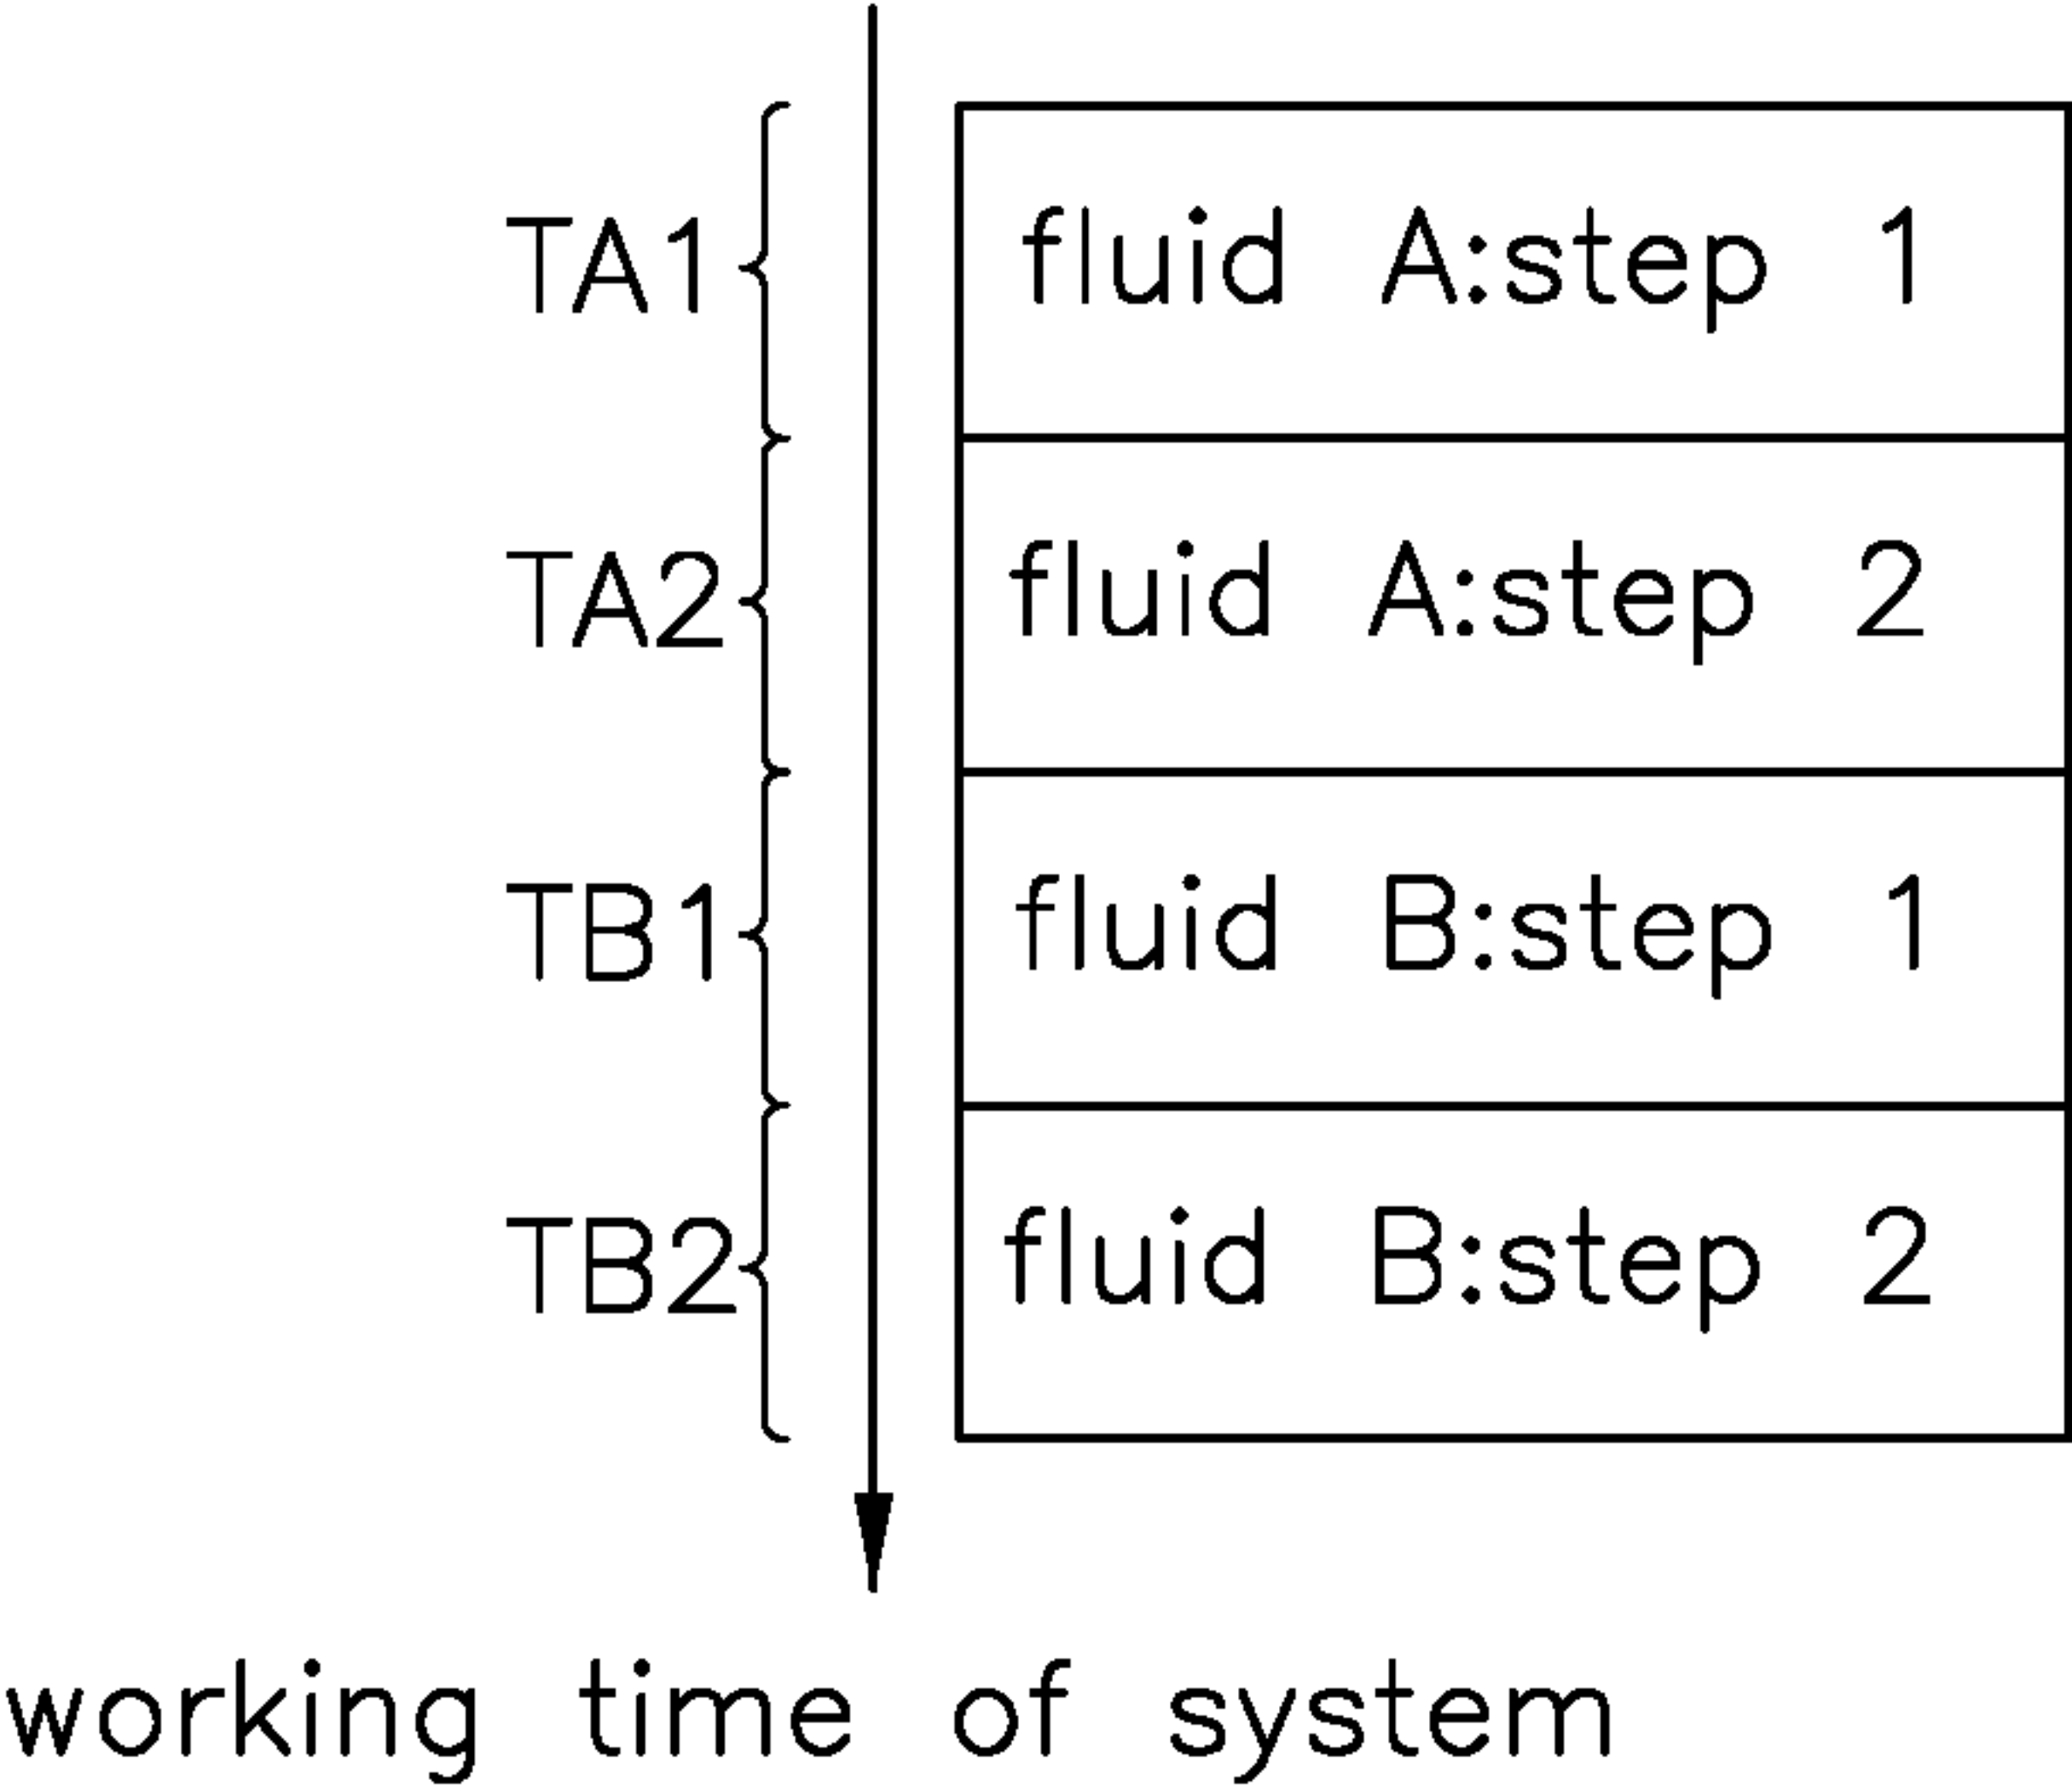 TA1 fluid A:step 1
TA2 fluid A:step 2
TB1 fluid B:step 1
TB2 fluid B:step 2
working time of system